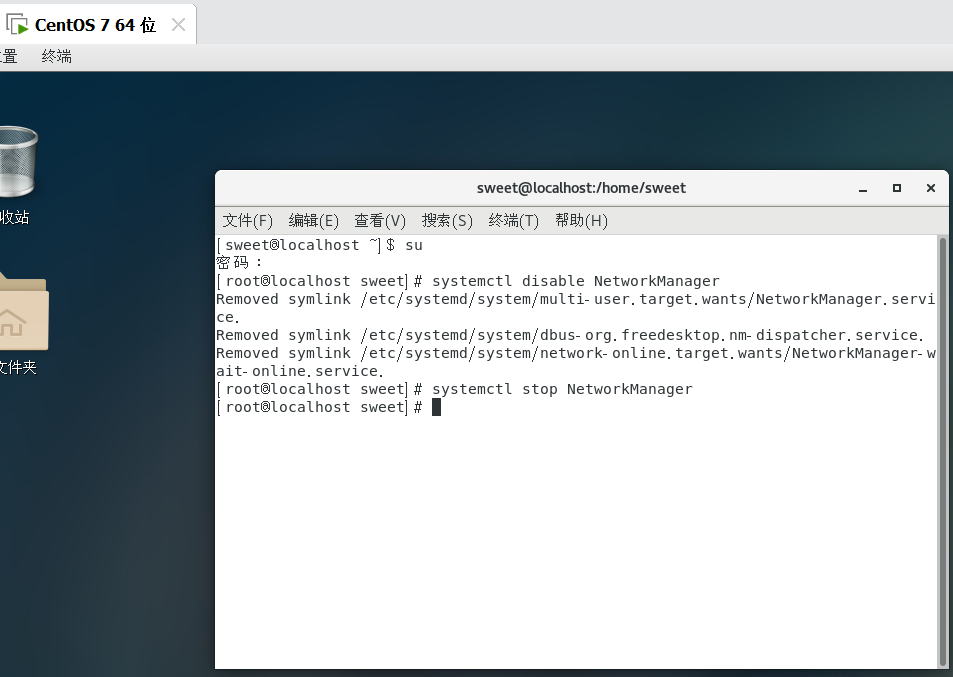 CentOS 7 64 位
置 终端
收站
文件夹
sweet@localhost:/home/sweet
文件(F) 编辑(E) 查看(V) 搜索(S) 终端(T) 帮助(H)
[sweet@localhost ~]$ su
密码：
[root@localhost sweet]# systemctl disable NetworkManager
Removed symlink /etc/systemd/system/multi-user.target.wants/NetworkManager.servi
ce.
Removed symlink /etc/systemd/system/dbus-org.freedesktop.nm-dispatcher.service.
Removed symlink /etc/systemd/system/network-online.target.wants/NetworkManager-w
ait-online.service.
[root@localhost sweet]# systemctl stop NetworkManager
[root@localhost sweet]#